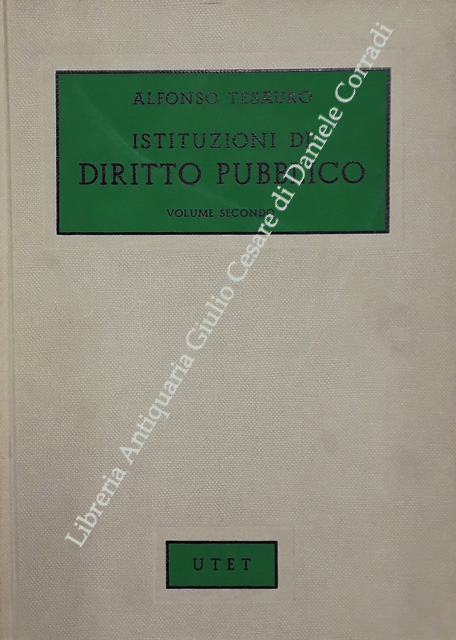 ALFONSO TESAURO
ISTITUZIONI DI
DIRITTO PUBBLICO
VOLUME SECONDO
Libreria Antiquaria Giulio Cesare di Daniele Corradi
UTET